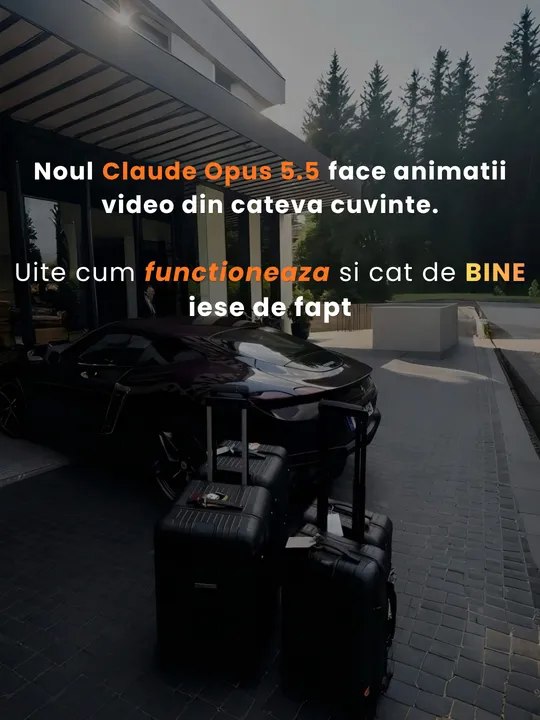 Noul Claude Opus 5.5 face animatii
video din cateva cuvinte.
Uite cum functioneaza si cat de BINE
iese de fapt